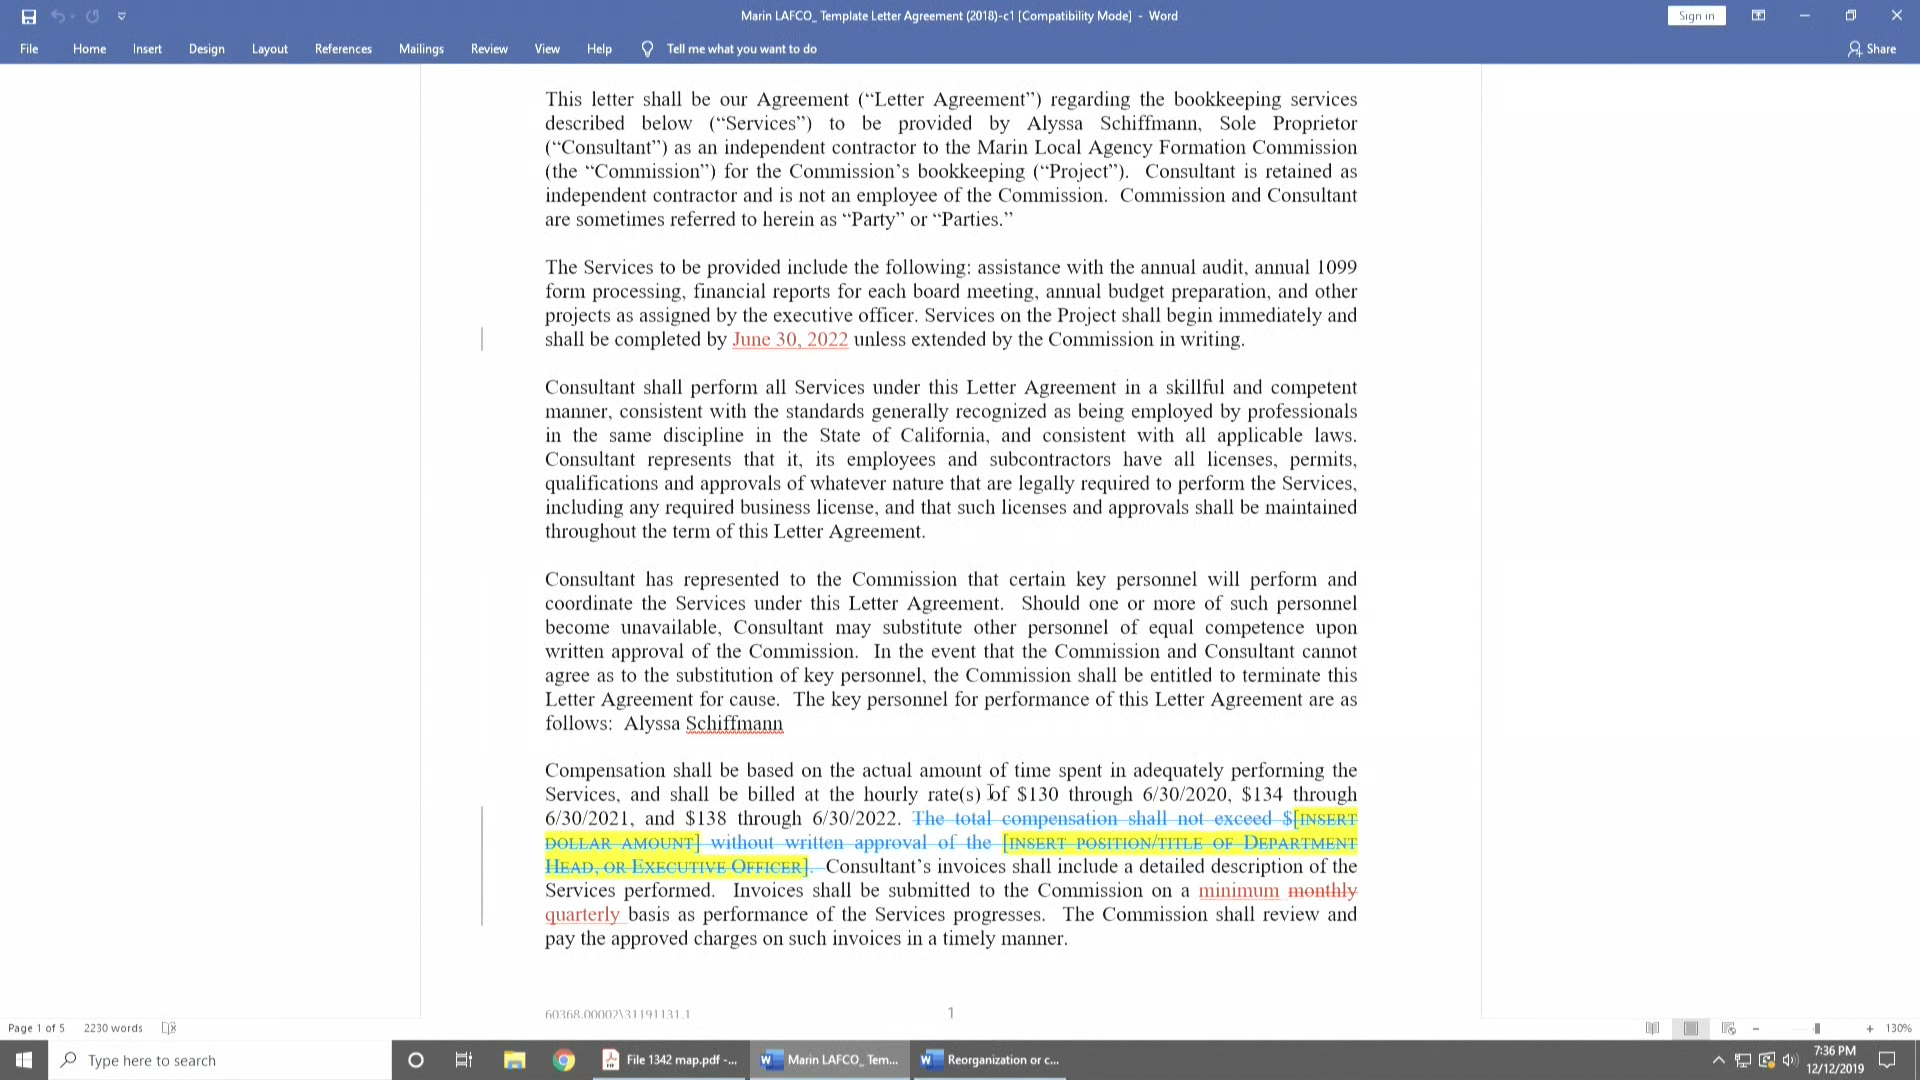 Marin LAFCO_ Template Letter Agreement (2018)-c1 [Compatibility Mode] - Word
Sign in
File Home Insert Design Layout References Mailings Review View Help Tell me what you want to do
Share
This letter shall be our Agreement (“Letter Agreement”) regarding the bookkeeping services
described below (“Services”) to be provided by Alyssa Schiffmann, Sole Proprietor
(“Consultant”) as an independent contractor to the Marin Local Agency Formation Commission
(the “Commission”) for the Commission’s bookkeeping (“Project”). Consultant is retained as
independent contractor and is not an employee of the Commission. Commission and Consultant
are sometimes referred to herein as “Party” or “Parties.”
The Services to be provided include the following: assistance with the annual audit, annual 1099
form processing, financial reports for each board meeting, annual budget preparation, and other
projects as assigned by the executive officer. Services on the Project shall begin immediately and
shall be completed by June 30, 2022 unless extended by the Commission in writing.
Consultant shall perform all Services under this Letter Agreement in a skillful and competent
manner, consistent with the standards generally recognized as being employed by professionals
in the same discipline in the State of California, and consistent with all applicable laws.
Consultant represents that it, its employees and subcontractors have all licenses, permits,
qualifications and approvals of whatever nature that are legally required to perform the Services,
including any required business license, and that such licenses and approvals shall be maintained
throughout the term of this Letter Agreement.
Consultant has represented to the Commission that certain key personnel will perform and
coordinate the Services under this Letter Agreement. Should one or more of such personnel
become unavailable, Consultant may substitute other personnel of equal competence upon
written approval of the Commission. In the event that the Commission and Consultant cannot
agree as to the substitution of key personnel, the Commission shall be entitled to terminate this
Letter Agreement for cause. The key personnel for performance of this Letter Agreement are as
follows: Alyssa Schiffmann
Compensation shall be based on the actual amount of time spent in adequately performing the
Services, and shall be billed at the hourly rate(s) of $130 through 6/30/2020, $134 through
6/30/2021, and $138 through 6/30/2022. The total compensation shall not exceed $[INSERT
DOLLAR AMOUNT] without written approval of the [INSERT POSITION/TITLE OF DEPARTMENT
HEAD, OR EXECUTIVE OFFICER]. Consultant’s invoices shall include a detailed description of the
Services performed. Invoices shall be submitted to the Commission on a minimum monthly
quarterly basis as performance of the Services progresses. The Commission shall review and
pay the approved charges on such invoices in a timely manner.
60368.00002\31191131.1 1
Page 1 of 5 2230 words
130%
Type here to search
File 1342 map.pdf -...
Marin LAFCO_ Tem...
Reorganization or c...
7:36 PM
12/12/2019